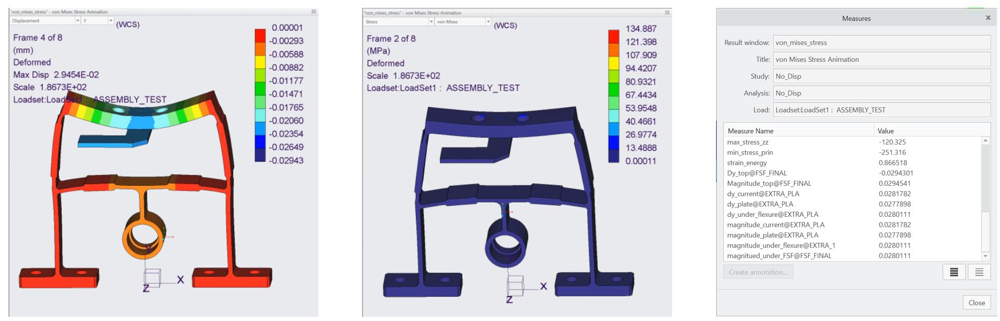 "von_mises_stress" - von Mises Stress Animation
Displacement Y
(WCS)
Frame 4 of 8
(mm)
Deformed
Max Disp 2.9454E-02
Scale 1.8673E+02
Loadset:LoadSet1 : ASSEMBLY_TEST
0.00001
-0.00293
-0.00588
-0.00882
-0.01177
-0.01471
-0.01765
-0.02060
-0.02354
-0.02649
-0.02943
Y
X
Z
"von_mises_stress" - von Mises Stress Animation
Stress von Mises
(WCS)
Frame 2 of 8
(MPa)
Deformed
Scale 1.8673E+02
Loadset:LoadSet1 : ASSEMBLY_TEST
134.887
121.398
107.909
94.4207
80.9321
67.4434
53.9548
40.4661
26.9774
13.4888
0.00011
Y
X
Z
Measures
Result window: von_mises_stress
Title: von Mises Stress Animation
Study: No_Disp
Analysis: No_Disp
Load: Loadset:LoadSet1 : ASSEMBLY_TEST
Measure Name Value
max_stress_zz -120.325
min_stress_prin -251.316
strain_energy 0.866518
Dy_top@FSF_FINAL -0.0294301
Magnitude_top@FSF_FINAL 0.0294541
dy_current@EXTRA_PLA 0.0281782
dy_plate@EXTRA_PLA 0.0277898
dy_under_flexure@EXTRA_PLA 0.0280111
magnitude_current@EXTRA_PLA 0.0281782
magnitude_plate@EXTRA_PLA 0.0277898
magnitude_under_flexure@EXTRA_1 0.0280111
magnitued_under_FSF@FSF_FINAL 0.0280111
Create annotation...
Close